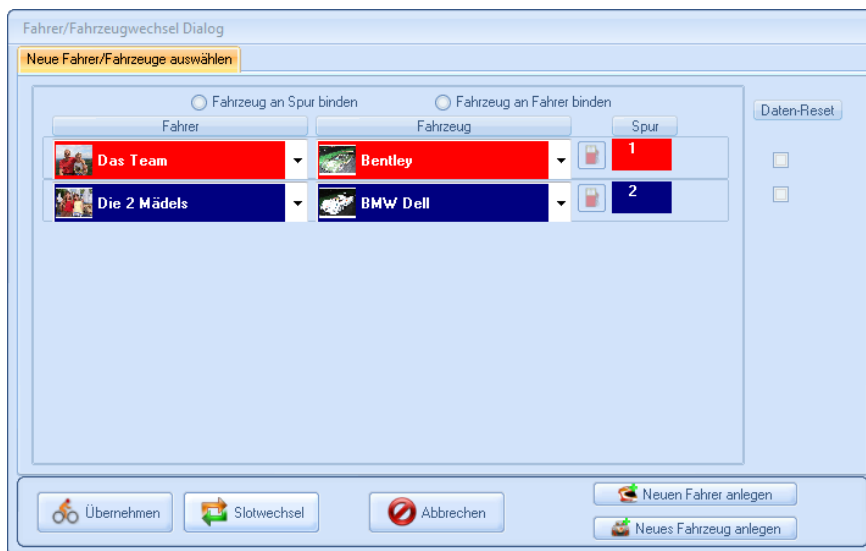 Fahrer/Fahrzeugwechsel Dialog
Neue Fahrer/Fahrzeuge auswählen
Fahrzeug an Spur binden Fahrzeug an Fahrer binden
Daten-Reset
Fahrer Fahrzeug Spur
Das Team Bentley 1
Die 2 Mädels BMW Dell 2
Übernehmen Slotwechsel Abbrechen
Neuen Fahrer anlegen
Neues Fahrzeug anlegen